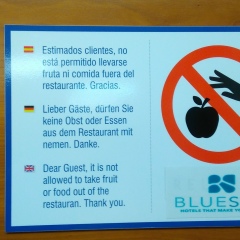 Estimados clientes, no
está permitido llevarse
fruta ni comida fuera del
restaurante. Gracias.
Lieber Gäste, dürfen Sie
keine Obst oder Essen
aus dem Restaurant mit
nemen. Danke.
Dear Guest, it is not
allowed to take fruit
or food out of the
restauran. Thank you.
BLUES
HOTELS THAT MAKE YO